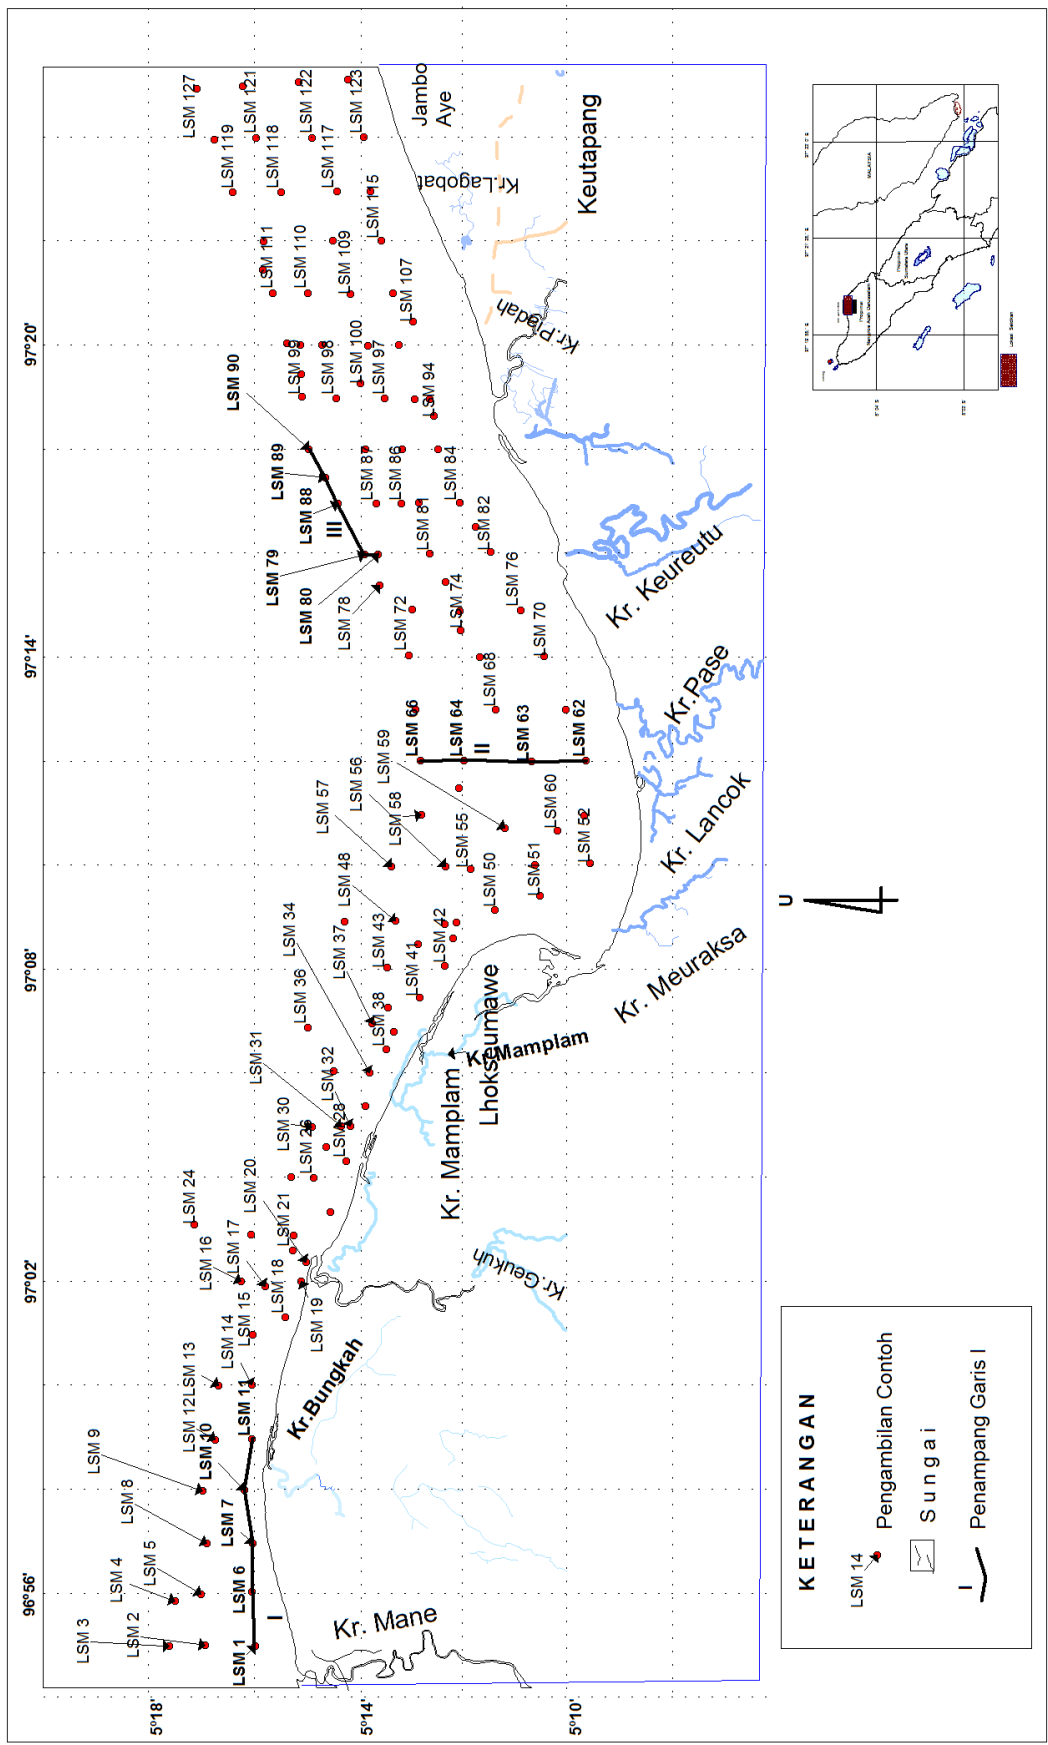 LSM 127
LSM 121
LSM 122
LSM 123
LSM 119
LSM 118
LSM 117
LSM 115
LSM 111
LSM 110
LSM 109
LSM 107
LSM 99
LSM 98
LSM 100
LSM 97
LSM 94
LSM 90
LSM 89
LSM 88
LSM 87
LSM 86
LSM 84
LSM 79
LSM 80
LSM 78
LSM 81
LSM 82
III
LSM 72
LSM 74
LSM 76
LSM 70
LSM 68
LSM 66
LSM 64
LSM 63
LSM 62
II
LSM 59
LSM 56
LSM 57
LSM 58
LSM 55
LSM 60
LSM 52
LSM 51
LSM 50
LSM 48
LSM 43
LSM 42
LSM 41
LSM 34
LSM 37
LSM 38
LSM 36
LSM 31
LSM 32
LSM 30
LSM 28
LSM 26
LSM 24
LSM 20
LSM 21
LSM 16
LSM 17
LSM 18
LSM 19
LSM 15
LSM 14
LSM 13
LSM 12
LSM 11
LSM 10
LSM 9
LSM 8
LSM 7
LSM 6
LSM 5
LSM 4
LSM 3
LSM 2
LSM 1
I
Jambo
Aye
Kr.Lagobat
Keutapang
Kr.Piadah
Kr. Keureutu
Kr.Pase
Kr. Lancok
Kr. Meuraksa
Lhokseumawe
Kr.Mamplam
Kr. Mamplam
Kr.Geukuh
Kr.Bungkah
Kr. Mane
97°20'
97°14'
97°08'
97°02'
96°56'
5°18'
5°14'
5°10'
U
MALAYSIA
KETERANGAN
LSM 14
Pengambilan Contoh
Sungai
I
Penampang Garis I